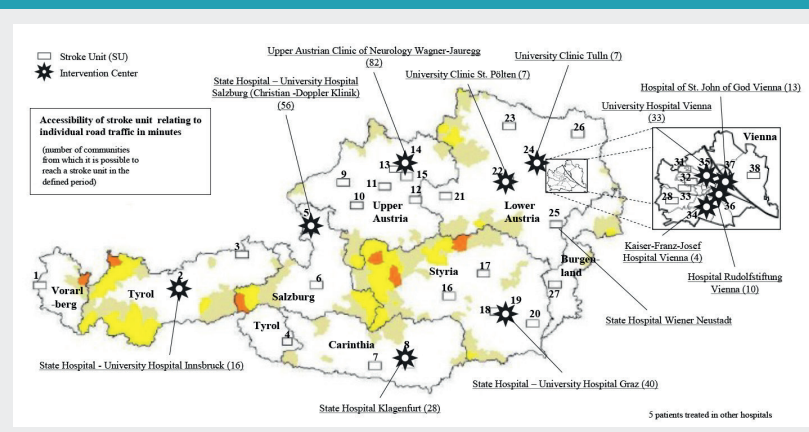 Stroke Unit (SU)
Intervention Center
Accessibility of stroke unit relating to
individual road traffic in minutes
(number of communities
from which it is possible to
reach a stroke unit in the
defined period)
Upper Austrian Clinic of Neurology Wagner-Jauregg
(82)
State Hospital – University Hospital
Salzburg (Christian -Doppler Klinik)
(56)
University Clinic St. Pölten (7)
University Clinic Tulln (7)
Hospital of St. John of God Vienna (13)
University Hospital Vienna
(33)
Vienna
23
26
24
22
14
13
15
9
11
10
12
21
Upper
Austria
Lower
Austria
31
35
37
38
32
28
33
34
36
5
25
Kaiser-Franz-Josef
Hospital Vienna (4)
Hospital Rudolfstiftung
Vienna (10)
3
1
2
Vorarl
-berg
Tyrol
Salzburg
6
Styria
17
16
Burgen-
land
27
18
19
20
State Hospital Wiener Neustadt
Tyrol
4
Carinthia
7
8
State Hospital - University Hospital Innsbruck (16)
State Hospital – University Hospital Graz (40)
State Hospital Klagenfurt (28)
5 patients treated in other hospitals